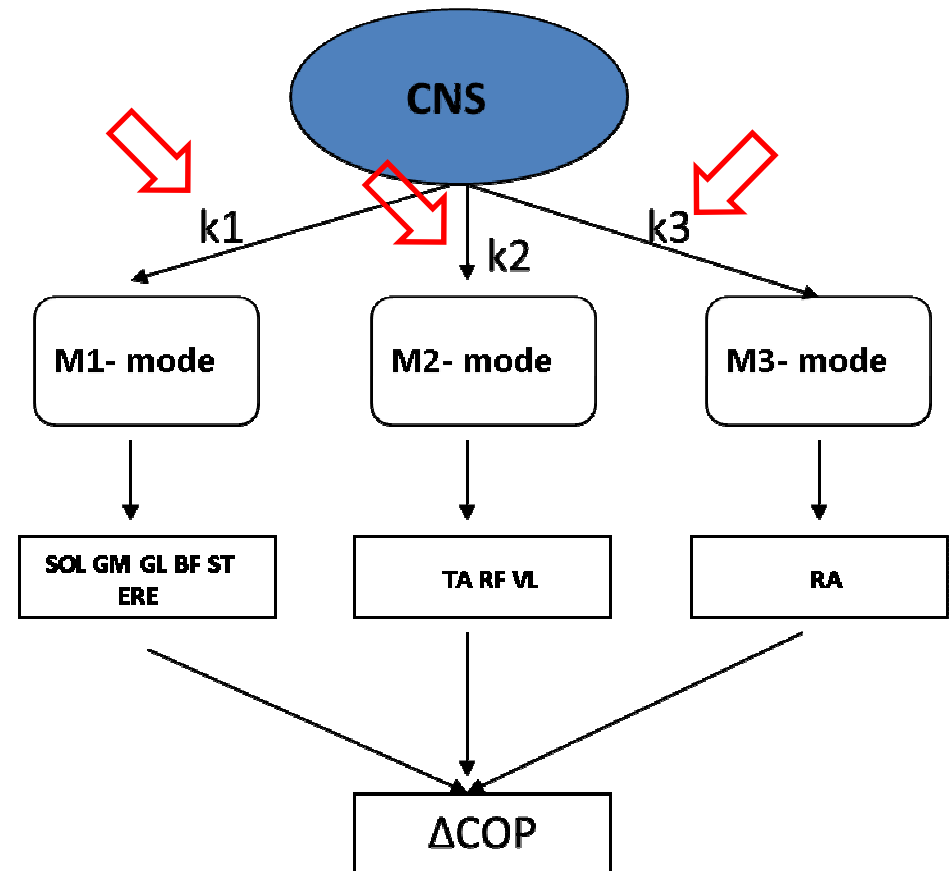 CNS
k1
k2
k3
M1- mode
M2- mode
M3- mode
SOL GM GL BF ST
ERE
TA RF VL
RA
ΔCOP